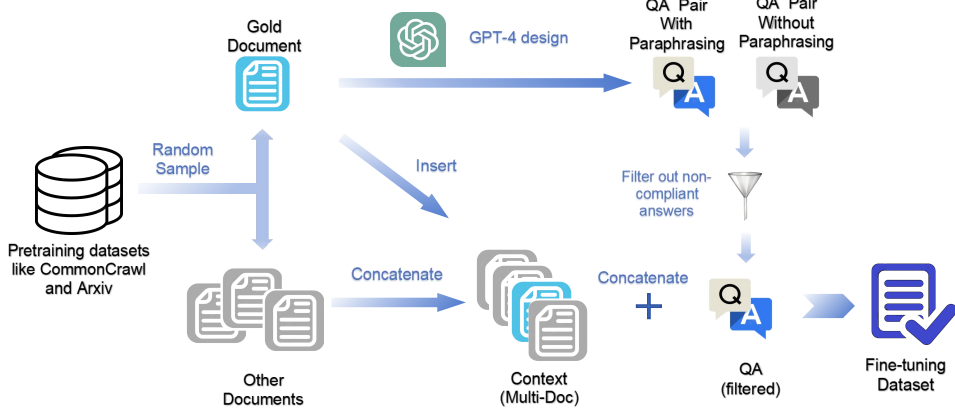 Gold
Document
GPT-4 design
QA Pair
With
Paraphrasing
QA Pair
Without
Paraphrasing
Q
A
Q
A
Random
Sample
Insert
Filter out non-
compliant
answers
Pretraining datasets
like CommonCrawl
and Arxiv
Concatenate
Concatenate
+
Q
A
Other
Documents
Context
(Multi-Doc)
QA
(filtered)
Fine-tuning
Dataset